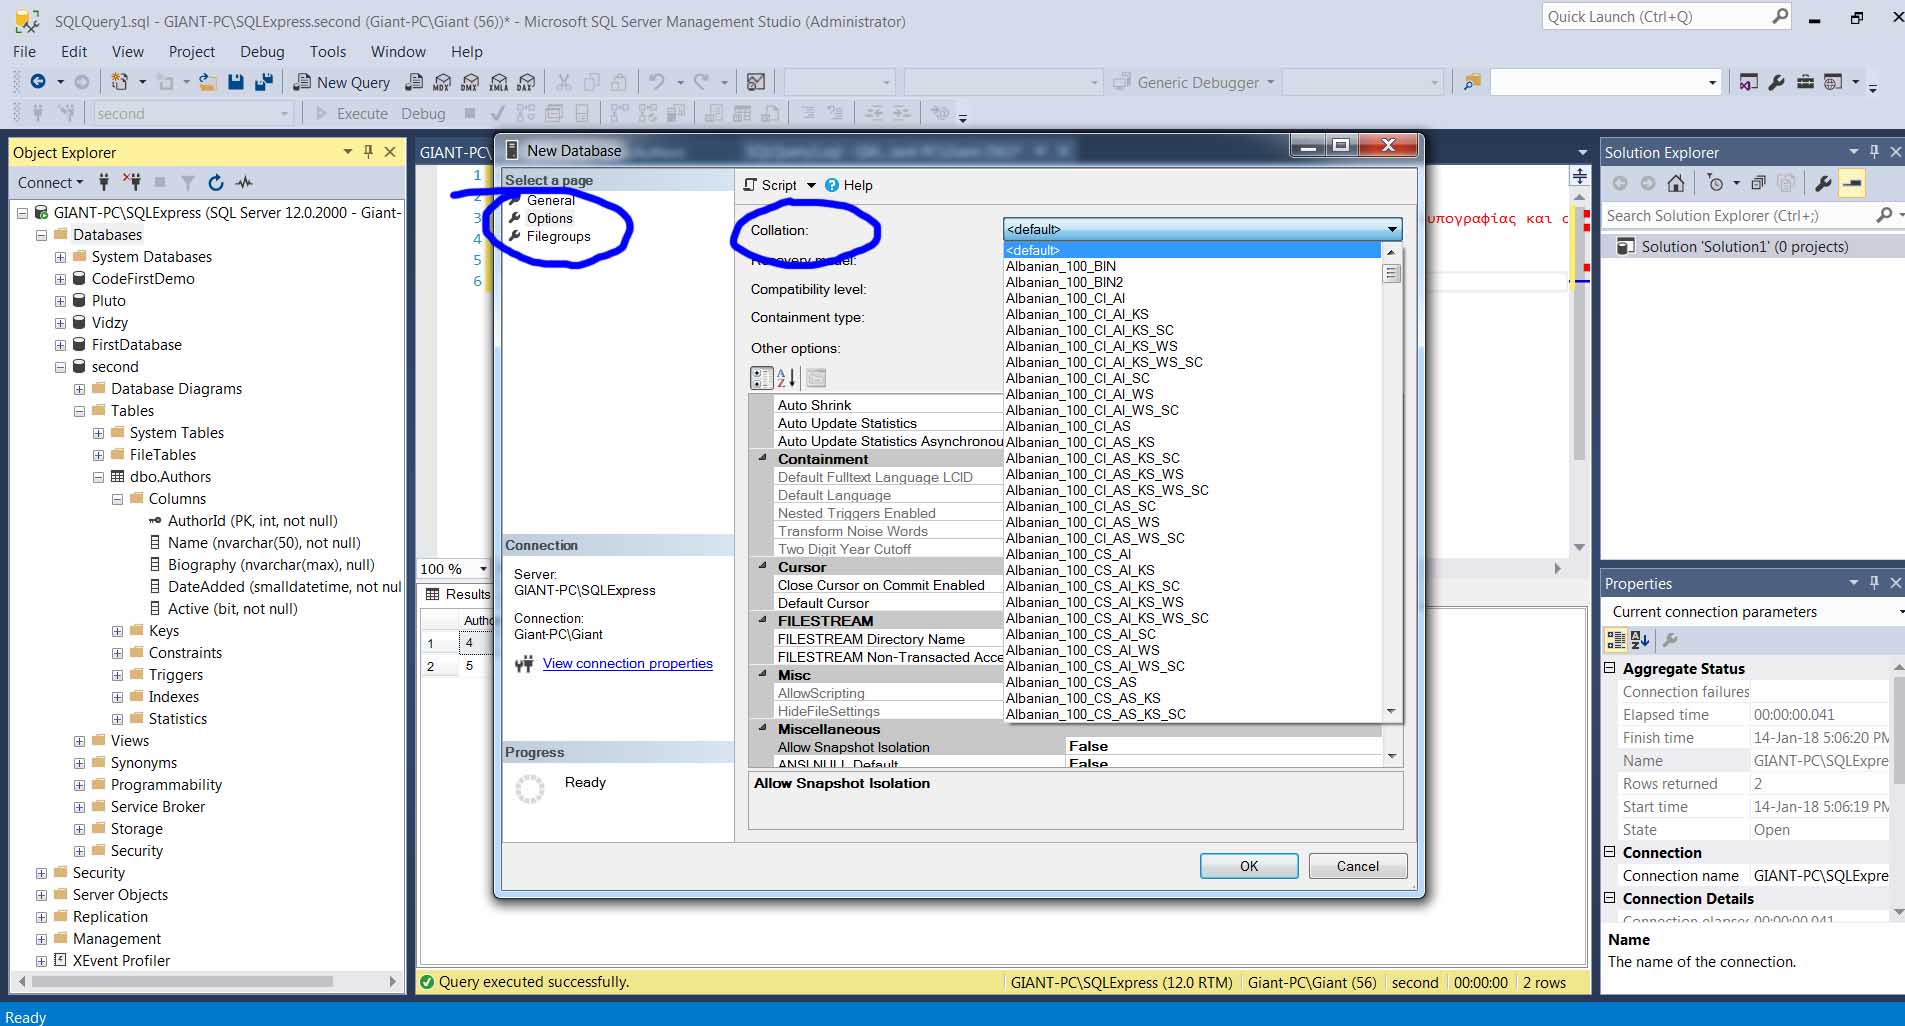 SQLQuery1.sql - GIANT-PC\SQLExpress.second (Giant-PC\Giant (56))* - Microsoft SQL Server Management Studio (Administrator)
Quick Launch (Ctrl+Q)
File Edit View Project Debug Tools Window Help
New Query MDX DMX XMLA DAX Generic Debugger
second Execute Debug
Object Explorer
Connect
GIANT-PC\SQLExpress (SQL Server 12.0.2000 - Giant-
Databases
System Databases
CodeFirstDemo
Pluto
Vidzy
FirstDatabase
second
Database Diagrams
Tables
System Tables
FileTables
dbo.Authors
Columns
AuthorId (PK, int, not null)
Name (nvarchar(50), not null)
Biography (nvarchar(max), null)
DateAdded (smalldatetime, not nul
Active (bit, not null)
Keys
Constraints
Triggers
Indexes
Statistics
Views
Synonyms
Programmability
Service Broker
Storage
Security
Security
Server Objects
Replication
Management
XEvent Profiler
GIANT-PC\
1
2
3
4
5
6
υπογραφίας και σ
100 %
Results
Autho
1 4
2 5
New Database
Select a page
General
Options
Filegroups
Connection
Server:
GIANT-PC\SQLExpress
Connection:
Giant-PC\Giant
View connection properties
Progress
Ready
Script Help
Collation: <default>
Recovery model:
Compatibility level:
Containment type:
Other options:
Auto Shrink
Auto Update Statistics
Auto Update Statistics Asynchronou
Containment
Default Fulltext Language LCID
Default Language
Nested Triggers Enabled
Transform Noise Words
Two Digit Year Cutoff
Cursor
Close Cursor on Commit Enabled
Default Cursor
FILESTREAM
FILESTREAM Directory Name
FILESTREAM Non-Transacted Acce
Misc
AllowScripting
HideFileSettings
Miscellaneous
Allow Snapshot Isolation False
ANSI NULL Default False
<default>
Albanian_100_BIN
Albanian_100_BIN2
Albanian_100_CI_AI
Albanian_100_CI_AI_KS
Albanian_100_CI_AI_KS_SC
Albanian_100_CI_AI_KS_WS
Albanian_100_CI_AI_KS_WS_SC
Albanian_100_CI_AI_SC
Albanian_100_CI_AI_WS
Albanian_100_CI_AI_WS_SC
Albanian_100_CI_AS
Albanian_100_CI_AS_KS
Albanian_100_CI_AS_KS_SC
Albanian_100_CI_AS_KS_WS
Albanian_100_CI_AS_KS_WS_SC
Albanian_100_CI_AS_SC
Albanian_100_CI_AS_WS
Albanian_100_CI_AS_WS_SC
Albanian_100_CS_AI
Albanian_100_CS_AI_KS
Albanian_100_CS_AI_KS_SC
Albanian_100_CS_AI_KS_WS
Albanian_100_CS_AI_KS_WS_SC
Albanian_100_CS_AI_SC
Albanian_100_CS_AI_WS
Albanian_100_CS_AI_WS_SC
Albanian_100_CS_AS
Albanian_100_CS_AS_KS
Albanian_100_CS_AS_KS_SC
Allow Snapshot Isolation
OK Cancel
Solution Explorer
Search Solution Explorer (Ctrl+;)
Solution 'Solution1' (0 projects)
Properties
Current connection parameters
Aggregate Status
Connection failures
Elapsed time 00:00:00.041
Finish time 14-Jan-18 5:06:20 PM
Name GIANT-PC\SQLExpre
Rows returned 2
Start time 14-Jan-18 5:06:19 PM
State Open
Connection
Connection name GIANT-PC\SQLExpre
Connection Details
Connection elapse 00:00:00.041
Name
The name of the connection.
Query executed successfully. GIANT-PC\SQLExpress (12.0 RTM) Giant-PC\Giant (56) second 00:00:00 2 rows
Ready